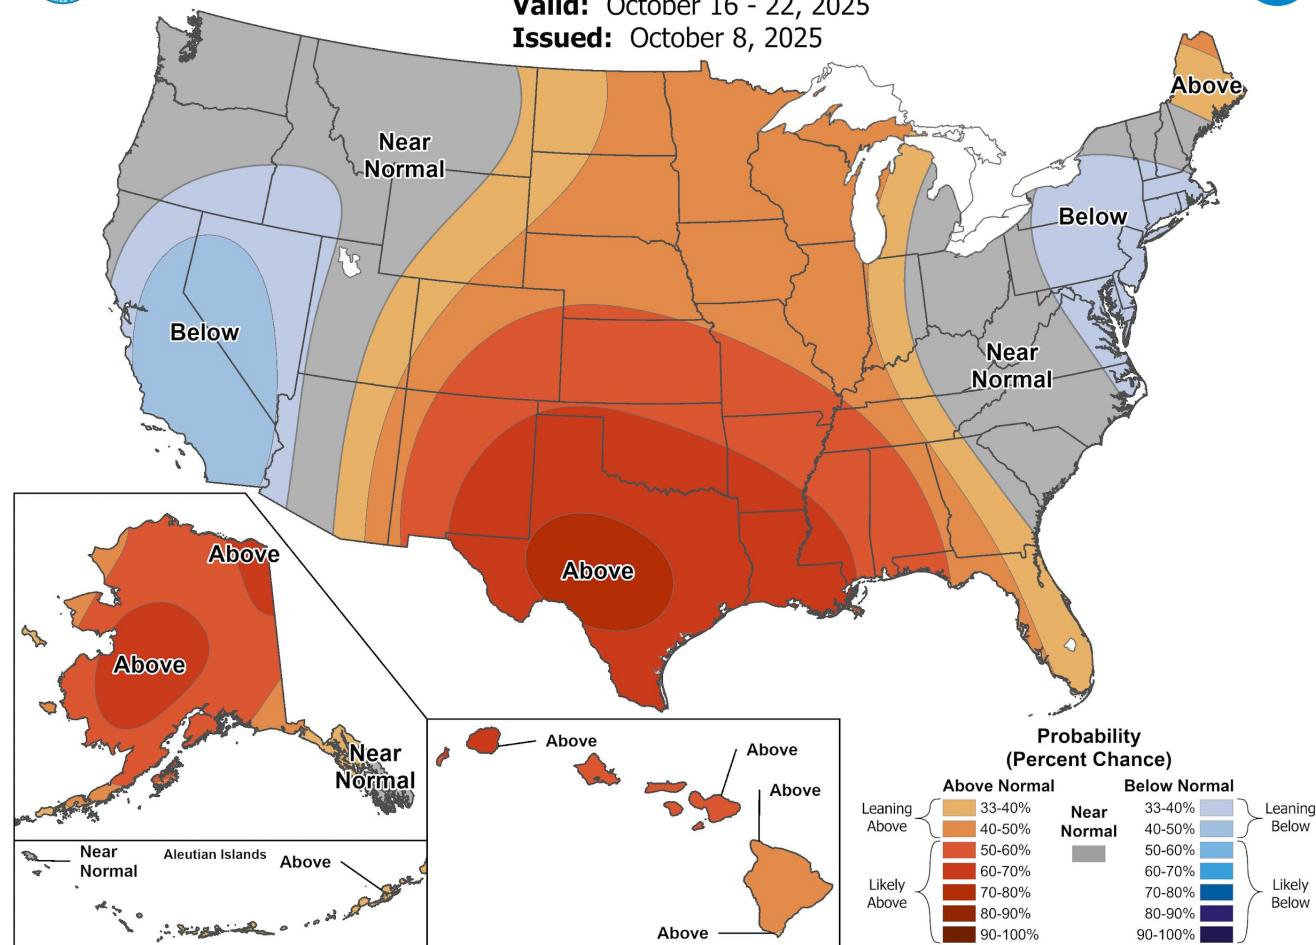 Valid: October 16 - 22, 2025
Issued: October 8, 2025
Above
Near
Normal
Below
Below
Near
Normal
Above
Above
Above
Near
Normal
Near
Normal
Aleutian Islands
Above
Above
Above
Above
Above
Probability
(Percent Chance)
Above Normal
Near
Normal
Below Normal
Leaning
Above
33-40%
40-50%
Likely
Above
50-60%
60-70%
70-80%
80-90%
90-100%
33-40%
40-50%
Leaning
Below
50-60%
60-70%
70-80%
80-90%
90-100%
Likely
Below